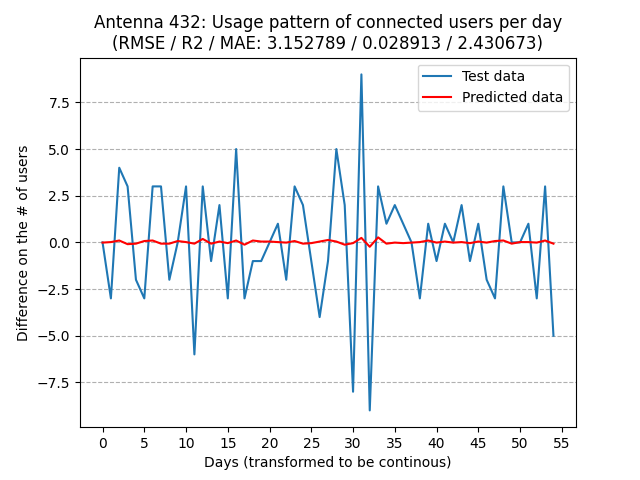 Antenna 432: Usage pattern of connected users per day
(RMSE / R2 / MAE: 3.152789 / 0.028913 / 2.430673)
Test data
Predicted data
Difference on the # of users
7.5
5.0
2.5
0.0
−2.5
−5.0
−7.5
0 5 10 15 20 25 30 35 40 45 50 55
Days (transformed to be continous)